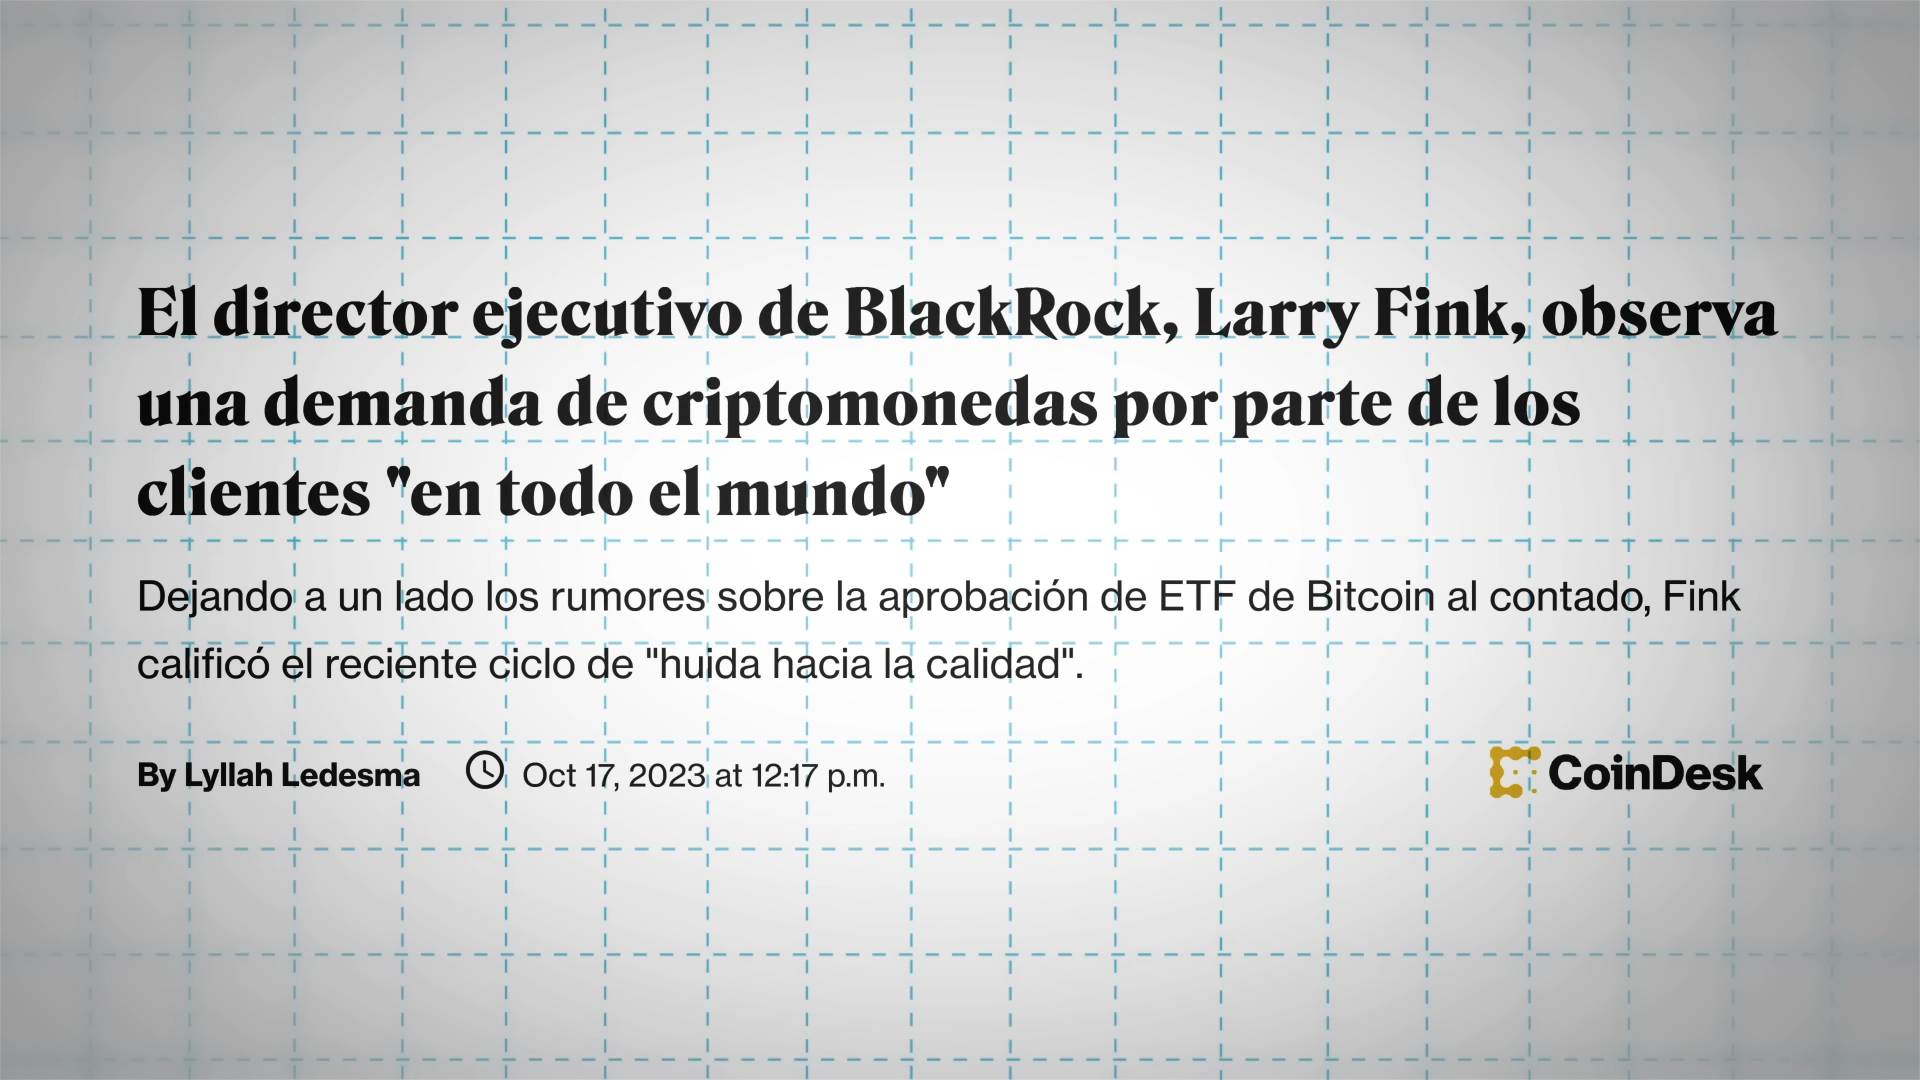 El director ejecutivo de BlackRock, Larry Fink, observa
una demanda de criptomonedas por parte de los
clientes "en todo el mundo"
Dejando a un lado los rumores sobre la aprobación de ETF de Bitcoin al contado, Fink
calificó el reciente ciclo de "huida hacia la calidad".
By Lyllah Ledesma Oct 17, 2023 at 12:17 p.m. CoinDesk